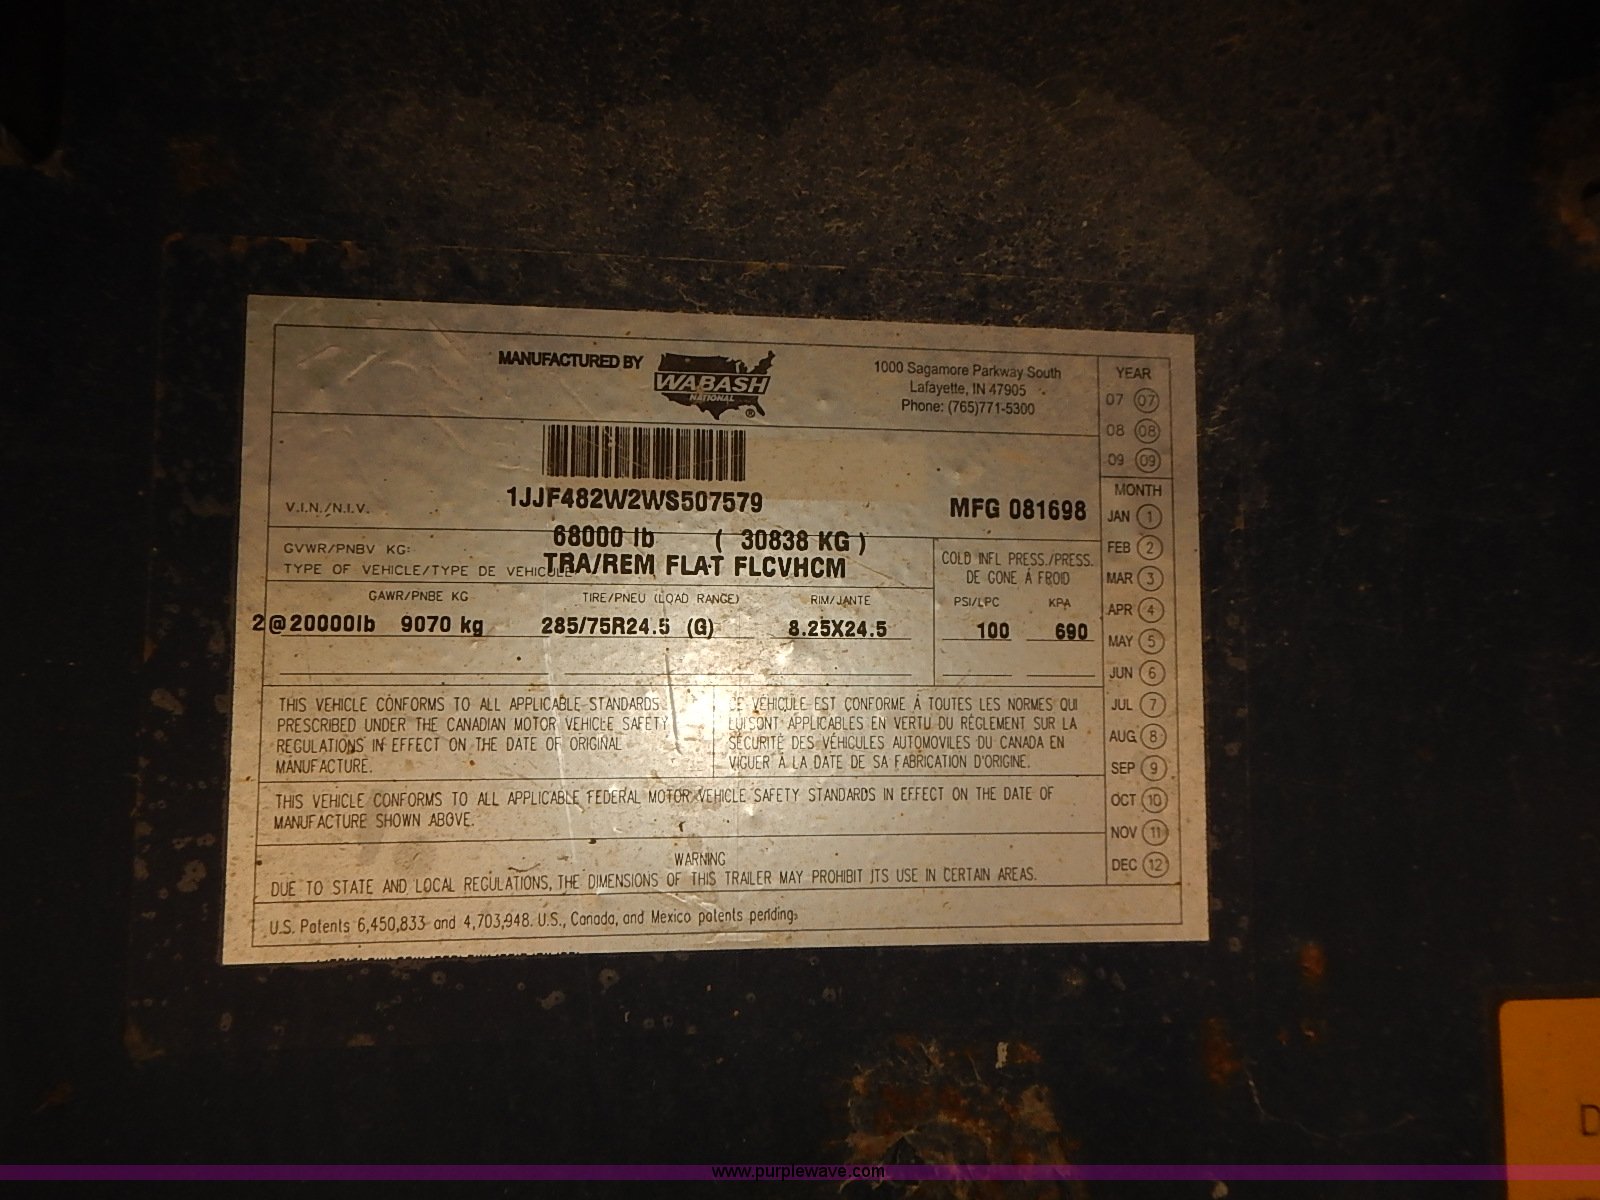 MANUFACTURED BY
WABASH
NATIONAL
®
1000 Sagamore Parkway South
Lafayette, IN 47905
Phone: (765)771-5300
YEAR
07 07
08 08
09 09
V.I.N./N.I.V. 1JJF482W2WS507579 MFG 081698
GVWR/PNBV KG: 68000 lb ( 30838 KG )
TYPE OF VEHICLE/TYPE DE VEHICULE TRA/REM FLAT FLCVHCM
COLD INFL PRESS./PRESS.
DE GONE Á FROID
GAWR/PNBE KG TIRE/PNEU (LOAD RANGE) RIM/JANTE PSI/LPC KPA
2@20000lb 9070 kg 285/75R24.5 (G) 8.25X24.5 100 690
MONTH
JAN 1
FEB 2
MAR 3
APR 4
MAY 5
JUN 6
JUL 7
AUG 8
SEP 9
OCT 10
NOV 11
DEC 12
THIS VEHICLE CONFORMS TO ALL APPLICABLE STANDARDS
PRESCRIBED UNDER THE CANADIAN MOTOR VEHICLE SAFETY
REGULATIONS IN EFFECT ON THE DATE OF ORIGINAL
MANUFACTURE.
CE VÉHICULE EST CONFORME À TOUTES LES NORMES QUI
LUI SONT APPLICABLES EN VERTU DU RÈGLEMENT SUR LA
SÉCURITÉ DES VÉHICULES AUTOMOVILES DU CANADA EN
VIGUER À LA DATE DE SA FABRICATION D'ORIGINE.
THIS VEHICLE CONFORMS TO ALL APPLICABLE FEDERAL MOTOR VEHICLE SAFETY STANDARDS IN EFFECT ON THE DATE OF
MANUFACTURE SHOWN ABOVE.
WARNING
DUE TO STATE AND LOCAL REGULATIONS, THE DIMENSIONS OF THIS TRAILER MAY PROHIBIT ITS USE IN CERTAIN AREAS.
U.S. Patents 6,450,833 and 4,703,948. U.S., Canada, and Mexico patents pending.
D
www.purplewave.com